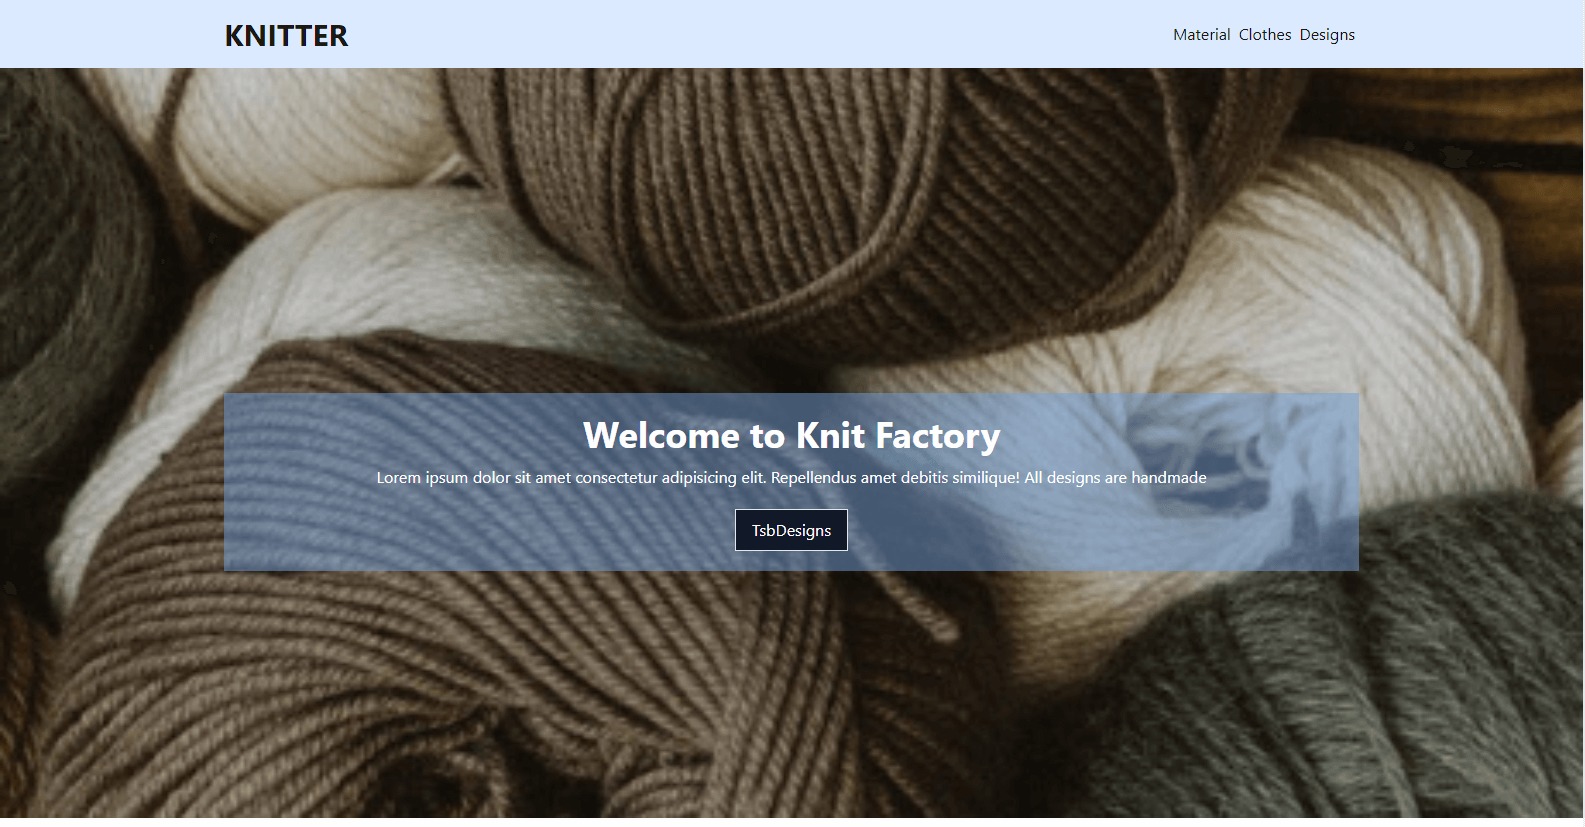 KNITTER
Material Clothes Designs
Welcome to Knit Factory
Lorem ipsum dolor sit amet consectetur adipisicing elit. Repellendus amet debitis similique! All designs are handmade
TsbDesigns